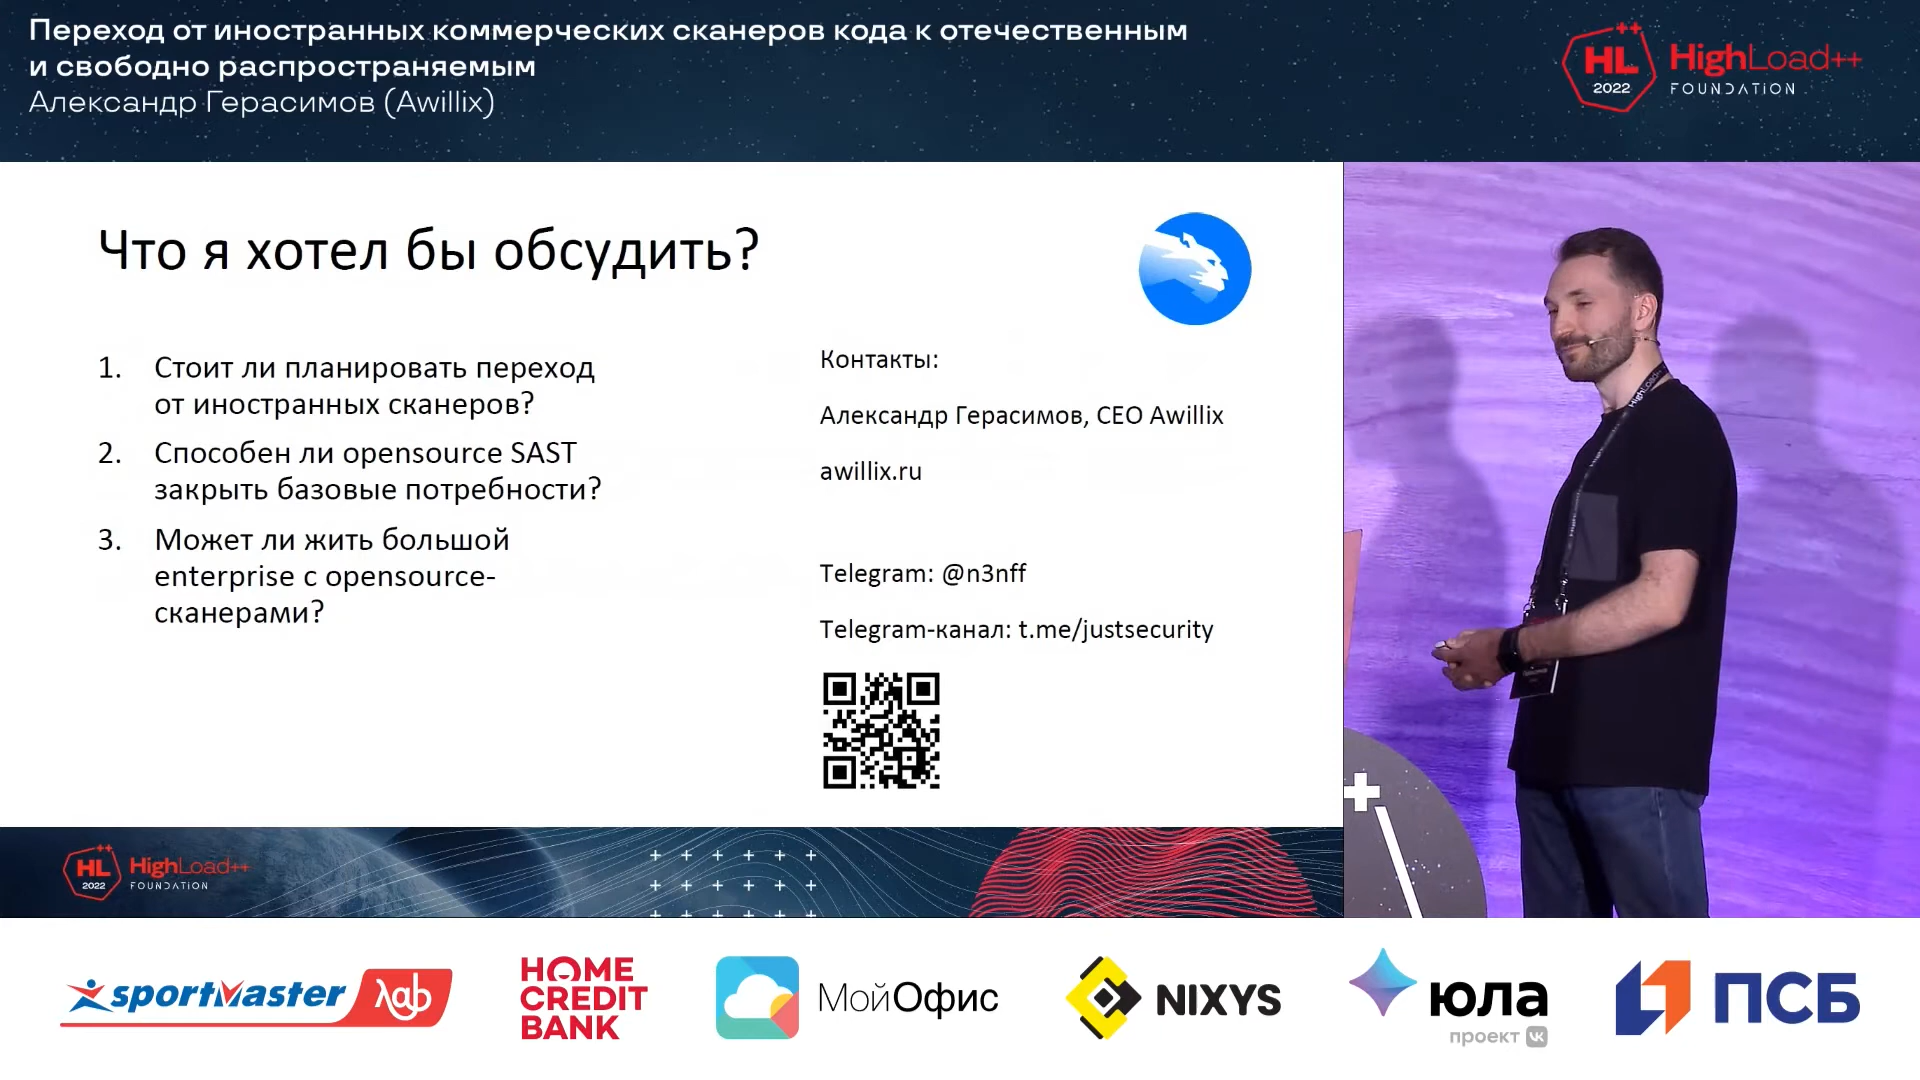 Переход от иностранных коммерческих сканеров кода к отечественным
и свободно распространяемым
Александр Герасимов (Awillix)
HL
2022
HighLoad++
FOUNDATION
Что я хотел бы обсудить?
1. Стоит ли планировать переход
от иностранных сканеров?
2. Способен ли opensource SAST
закрыть базовые потребности?
3. Может ли жить большой
enterprise с opensource-
сканерами?
Контакты:
Александр Герасимов, CEO Awillix
awillix.ru
Telegram: @n3nff
Telegram-канал: t.me/justsecurity
HL
2022
HighLoad++
FOUNDATION
HighLoad++
sportmaster лаб
HOME
CREDIT
BANK
МойОфис
NIXYS
юла
проект VK
ПСБ